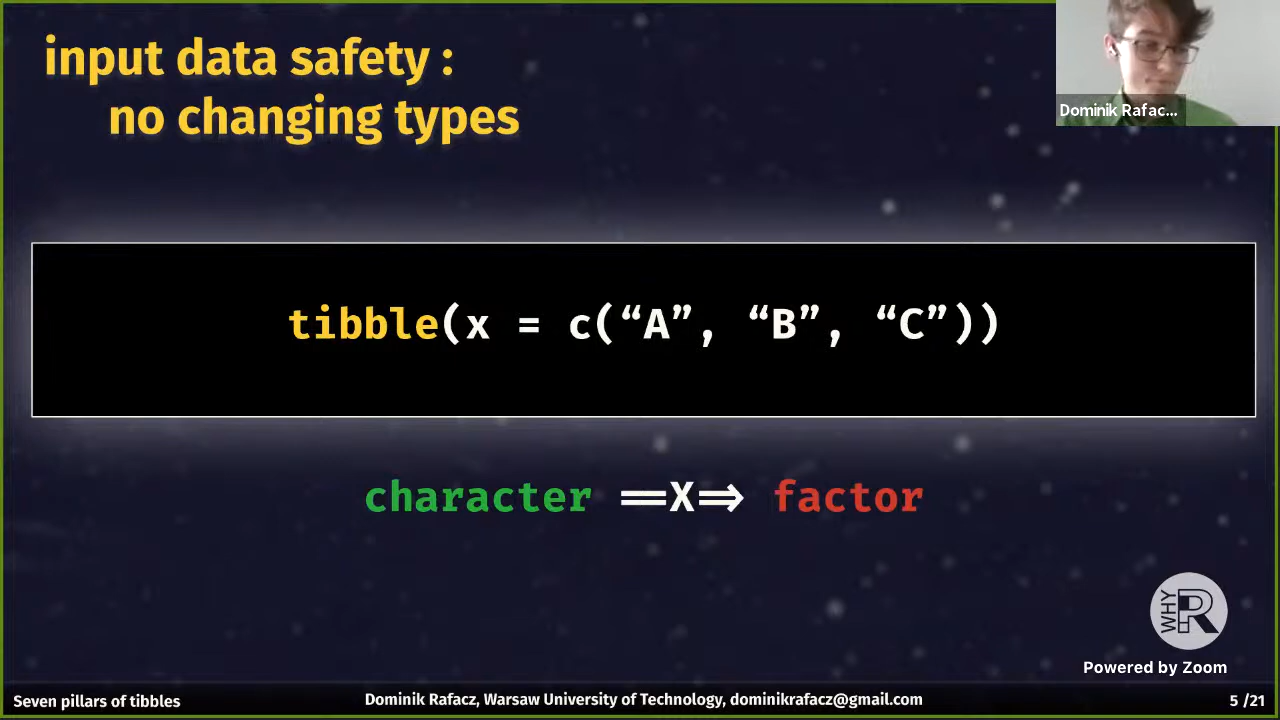 input data safety :
no changing types
Dominik Rafac...
tibble(x = c(“A”, “B”, “C”))
character ==X=> factor
WHY R
Powered by Zoom
Seven pillars of tibbles
Dominik Rafacz, Warsaw University of Technology, dominikrafacz@gmail.com
5 /21